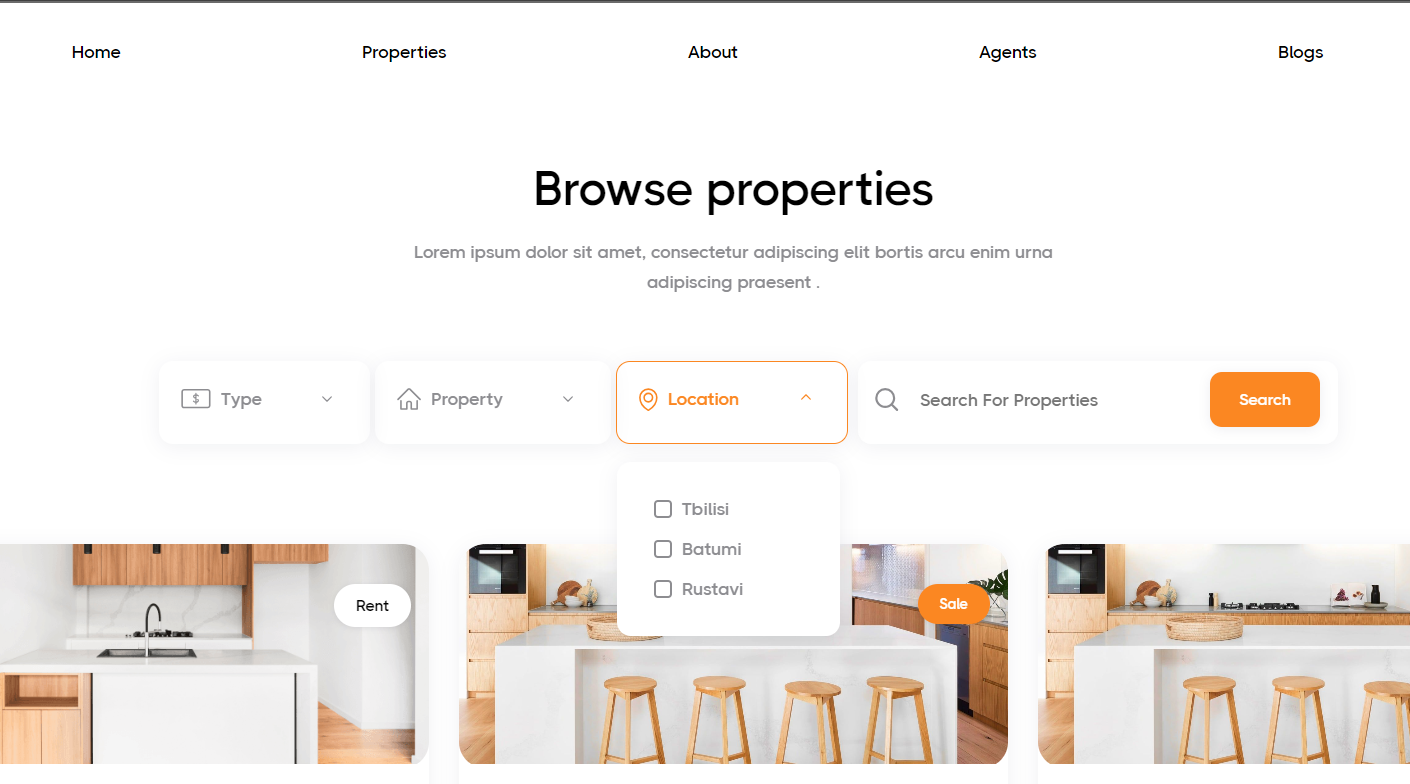 Home
Properties
About
Agents
Blogs
Browse properties
Lorem ipsum dolor sit amet, consectetur adipiscing elit bortis arcu enim urna
adipiscing praesent .
$ Type
Property
Location
Search For Properties
Search
Tbilisi
Batumi
Rustavi
Rent
Sale